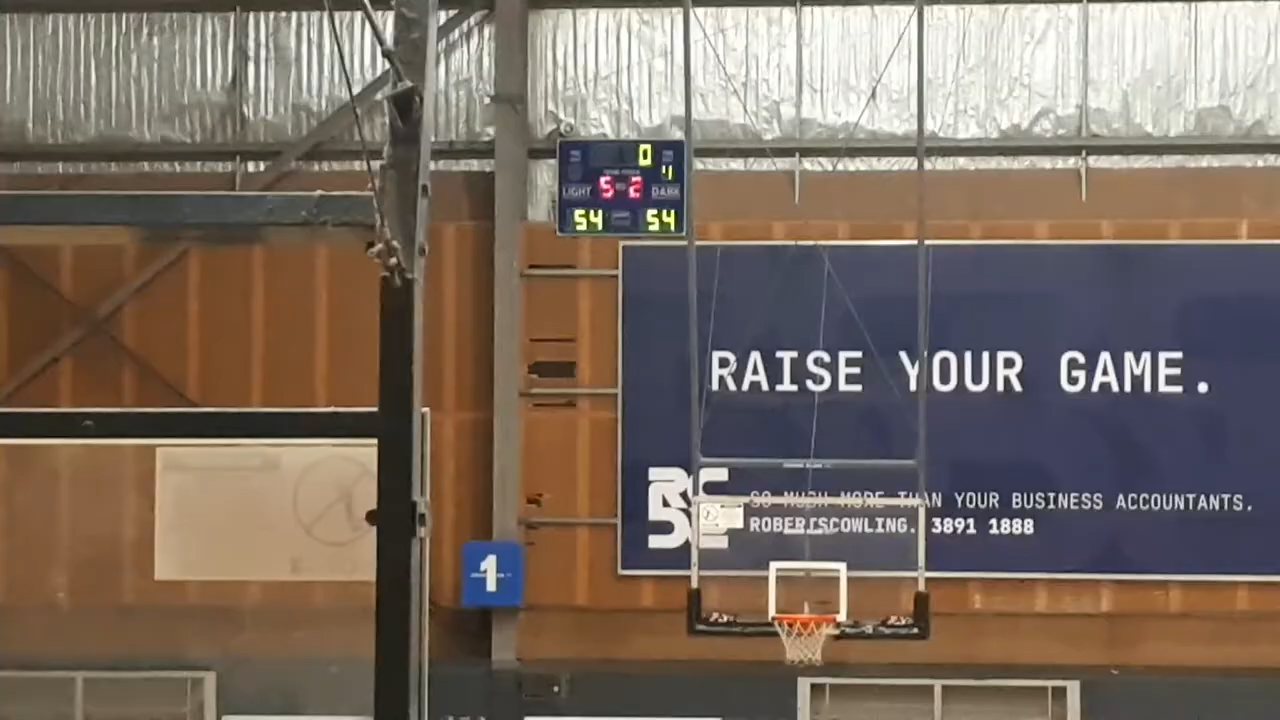 0
4
5 2
LIGHT DARK
54 54
RAISE YOUR GAME.
SO MUCH MORE THAN YOUR BUSINESS ACCOUNTANTS.
ROBERTSCOWLING. 3891 1888
1